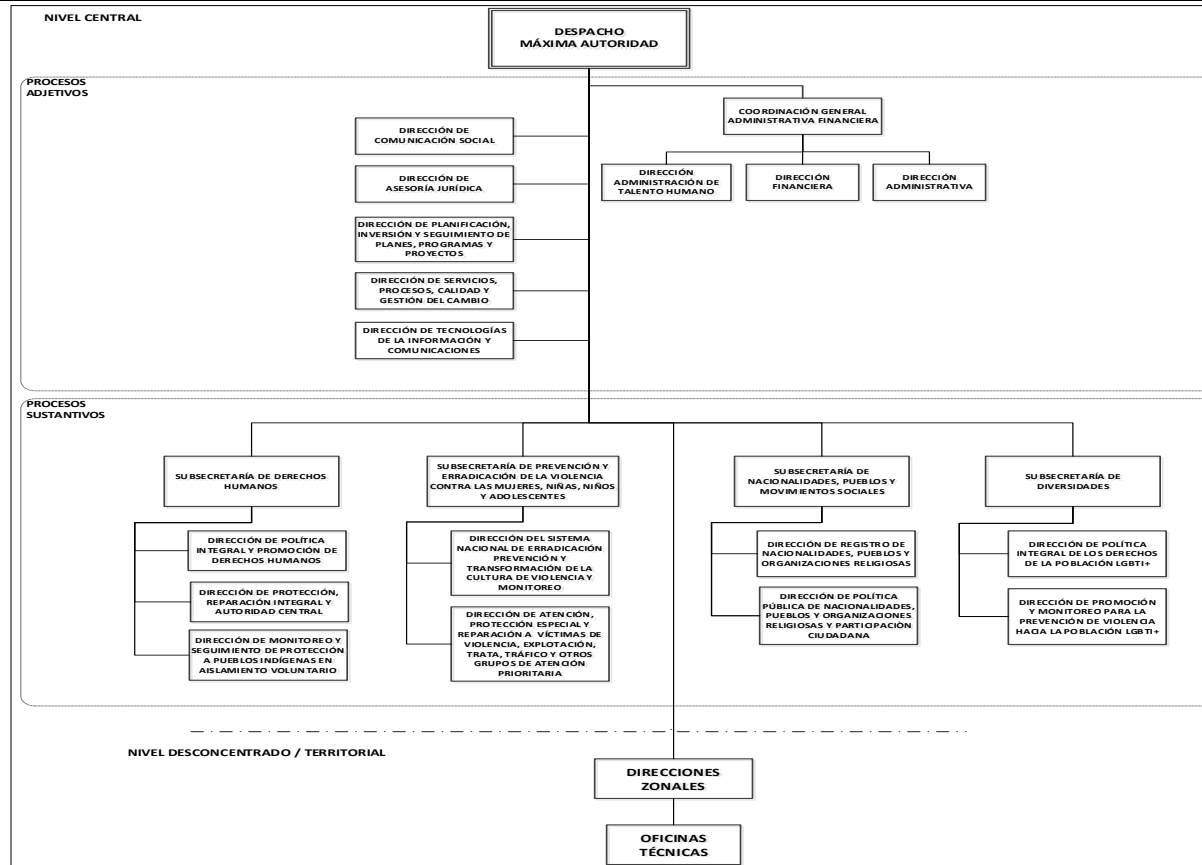 NIVEL CENTRAL
DESPACHO
MÁXIMA AUTORIDAD
PROCESOS
ADJETIVOS
COORDINACIÓN GENERAL
ADMINISTRATIVA FINANCIERA
DIRECCIÓN DE
COMUNICACIÓN SOCIAL
DIRECCIÓN
ADMINISTRACIÓN DE
TALENTO HUMANO
DIRECCIÓN
FINANCIERA
DIRECCIÓN
ADMINISTRATIVA
DIRECCIÓN DE
ASESORÍA JURÍDICA
DIRECCIÓN DE PLANIFICACIÓN,
INVERSIÓN Y SEGUIMIENTO DE
PLANES, PROGRAMAS Y
PROYECTOS
DIRECCIÓN DE SERVICIOS,
PROCESOS, CALIDAD Y
GESTIÓN DEL CAMBIO
DIRECCIÓN DE TECNOLOGÍAS
DE LA INFORMACIÓN Y
COMUNICACIONES
PROCESOS
SUSTANTIVOS
SUBSECRETARÍA DE DERECHOS
HUMANOS
DIRECCIÓN DE POLÍTICA
INTEGRAL Y PROMOCIÓN DE
DERECHOS HUMANOS
DIRECCIÓN DE PROTECCIÓN,
REPARACIÓN INTEGRAL Y
AUTORIDAD CENTRAL
DIRECCIÓN DE MONITOREO Y
SEGUIMIENTO DE PROTECCIÓN
A PUEBLOS INDÍGENAS EN
AISLAMIENTO VOLUNTARIO
SUBSECRETARÍA DE PREVENCIÓN Y
ERRADICACIÓN DE LA VIOLENCIA
CONTRA LAS MUJERES, NIÑAS, NIÑOS
Y ADOLESCENTES
DIRECCIÓN DEL SISTEMA
NACIONAL DE ERRADICACIÓN
PREVENCIÓN Y
TRANSFORMACIÓN DE LA
CULTURA DE VIOLENCIA Y
MONITOREO
DIRECCIÓN DE ATENCIÓN,
PROTECCIÓN ESPECIAL Y
REPARACIÓN A VÍCTIMAS DE
VIOLENCIA, EXPLOTACIÓN,
TRATA, TRÁFICO Y OTROS
GRUPOS DE ATENCIÓN
PRIORITARIA
SUBSECRETARÍA DE
NACIONALIDADES, PUEBLOS Y
MOVIMIENTOS SOCIALES
DIRECCIÓN DE REGISTRO DE
NACIONALIDADES, PUEBLOS Y
ORGANIZACIONES RELIGIOSAS
DIRECCIÓN DE POLÍTICA
PÚBLICA DE NACIONALIDADES,
PUEBLOS Y ORGANIZACIONES
RELIGIOSAS Y PARTICIPACIÒN
CIUDADANA
SUBSECRETARÍA DE
DIVERSIDADES
DIRECCIÓN DE POLÍTICA
INTEGRAL DE LOS DERECHOS
DE LA POBLACIÓN LGBTI+
DIRECCIÓN DE PROMOCIÓN
Y MONITOREO PARA LA
PREVENCIÓN DE VIOLENCIA
HACIA LA POBLACIÓN LGBTI+
NIVEL DESCONCENTRADO / TERRITORIAL
DIRECCIONES
ZONALES
OFICINAS
TÉCNICAS